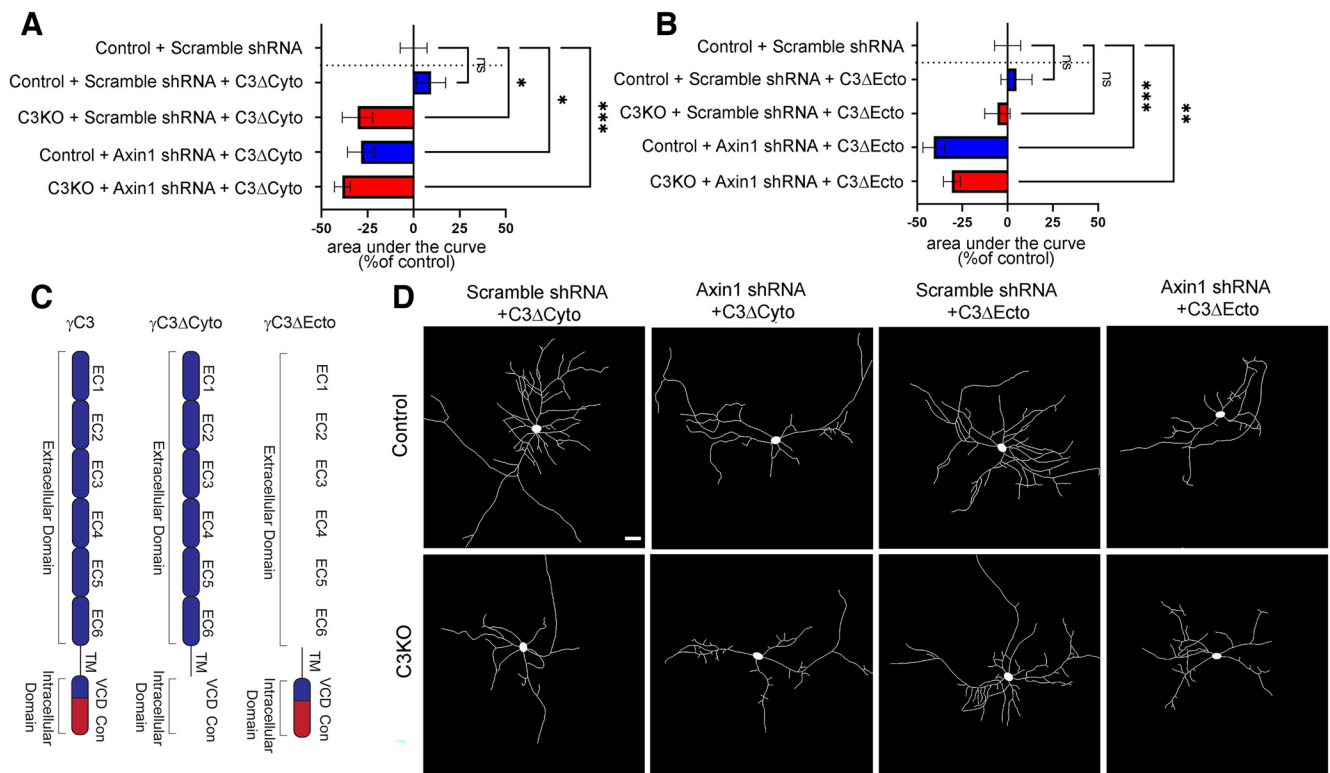 A
Control + Scramble shRNA
Control + Scramble shRNA + C3ΔCyto
C3KO + Scramble shRNA + C3ΔCyto
Control + Axin1 shRNA + C3ΔCyto
C3KO + Axin1 shRNA + C3ΔCyto
ns
*
*
***
-50 -25 0 25 50
area under the curve
(%of control)
B
Control + Scramble shRNA
Control + Scramble shRNA + C3ΔEcto
C3KO + Scramble shRNA + C3ΔEcto
Control + Axin1 shRNA + C3ΔEcto
C3KO + Axin1 shRNA + C3ΔEcto
ns
ns
***
**
-50 -25 0 25 50
area under the curve
(%of control)
C
γC3
Extracellular Domain
EC1
EC2
EC3
EC4
EC5
EC6
TM
Intracellular
Domain
VCD Con
γC3ΔCyto
Extracellular Domain
EC1
EC2
EC3
EC4
EC5
EC6
TM
Intracellular
Domain
VCD Con
γC3ΔEcto
Extracellular Domain
EC1
EC2
EC3
EC4
EC5
EC6
TM
Intracellular
Domain
VCD Con
D
Scramble shRNA
+C3ΔCyto
Axin1 shRNA
+C3ΔCyto
Scramble shRNA
+C3ΔEcto
Axin1 shRNA
+C3ΔEcto
Control
C3KO